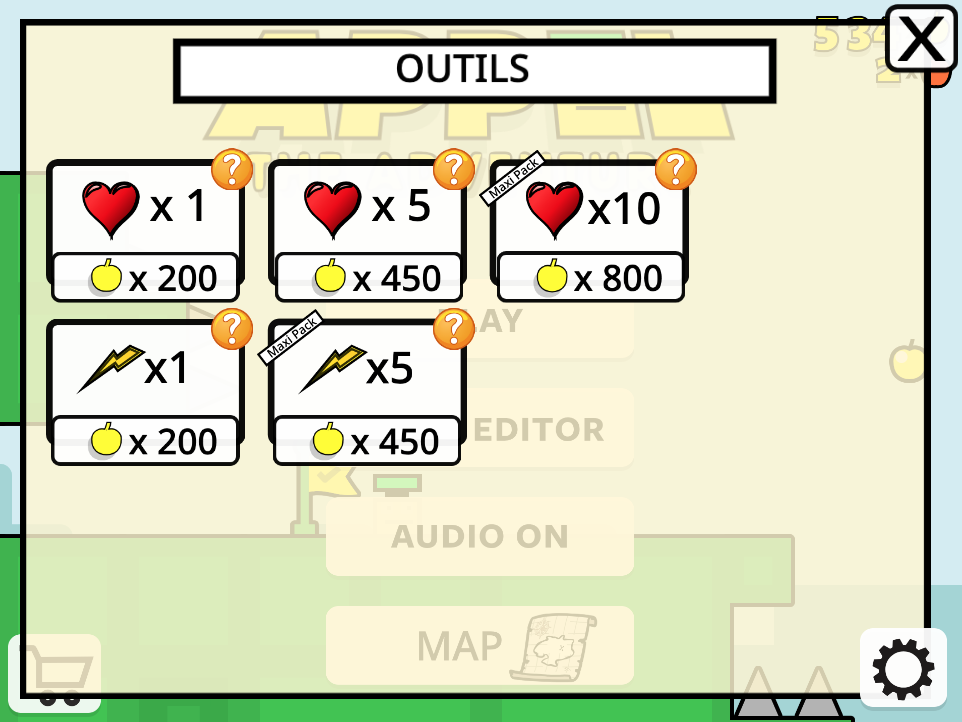 OUTILS
X
? ? ?
Maxi Pack
x 1 x 5 x10
x 200 x 450 x 800
? ?
Maxi Pack
x1 x5
x 200 x 450
EDITOR
AUDIO ON
MAP